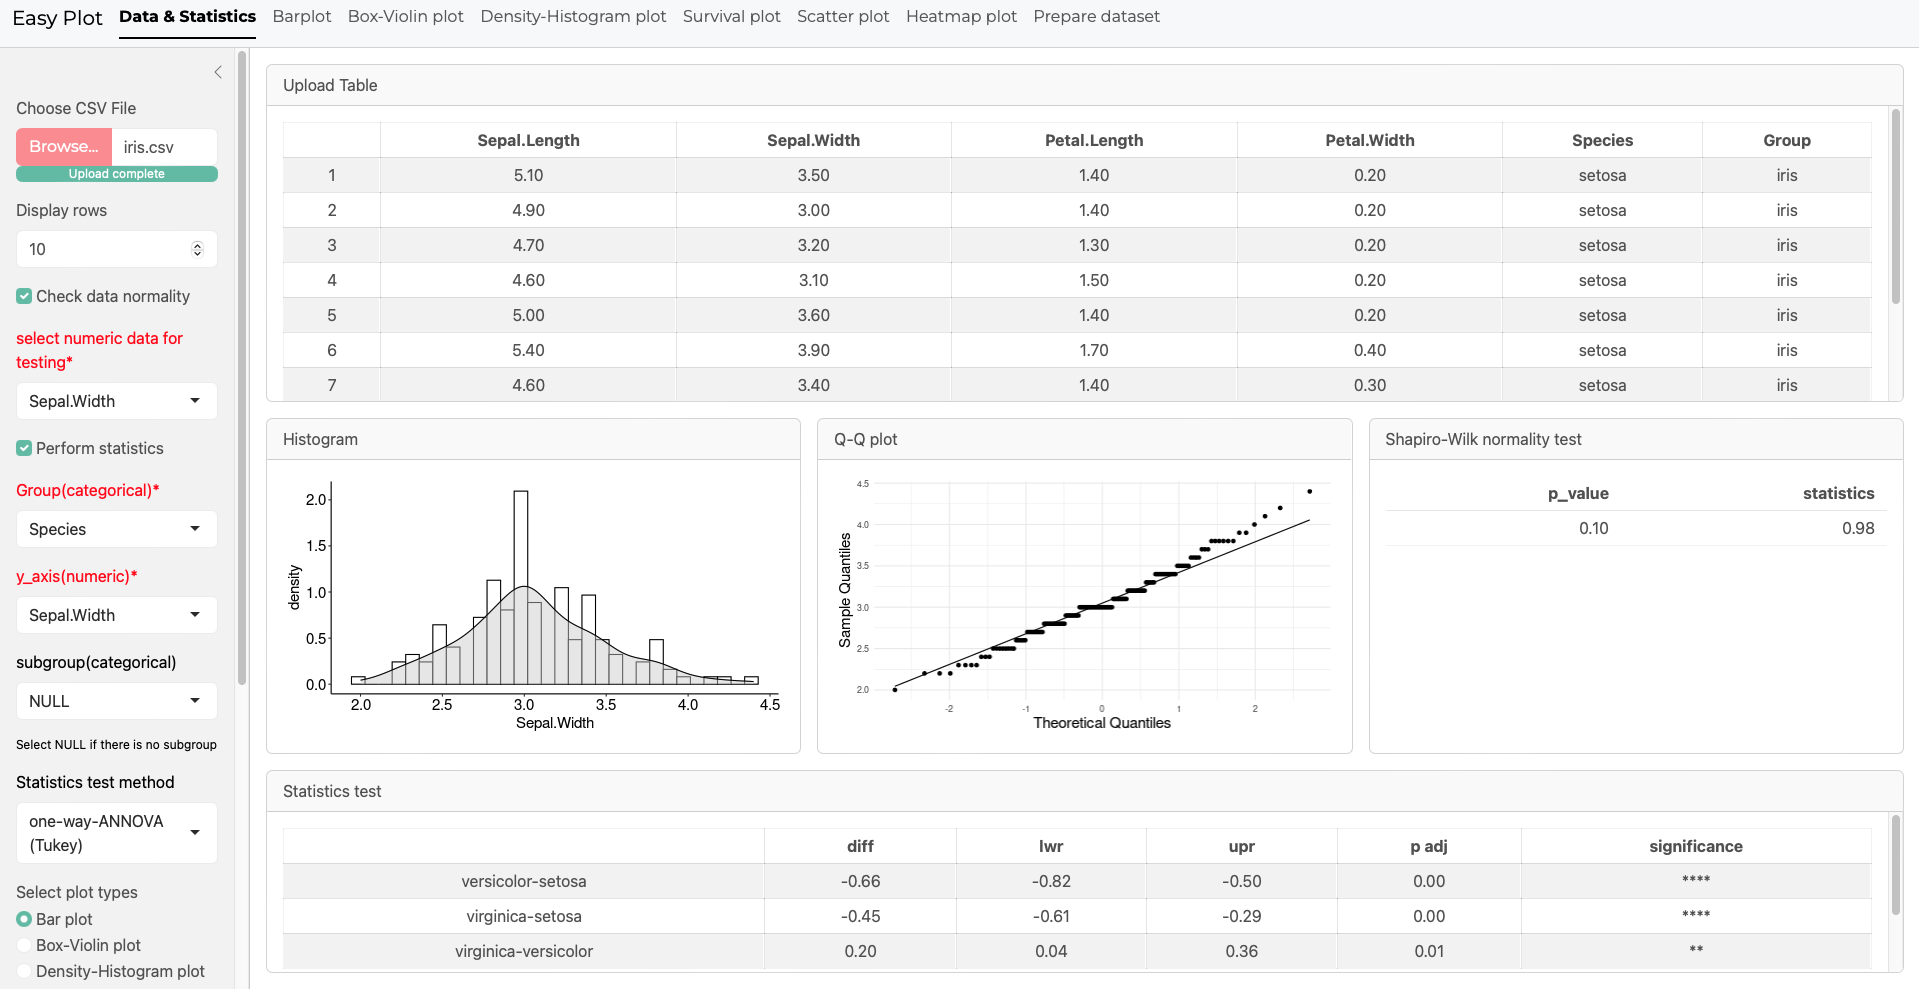 Easy Plot Data & Statistics Barplot Box-Violin plot Density-Histogram plot Survival plot Scatter plot Heatmap plot Prepare dataset
Choose CSV File
Browse... iris.csv
Upload complete
Display rows
10
Check data normality
select numeric data for
testing*
Sepal.Width
Perform statistics
Group(categorical)*
Species
y_axis(numeric)*
Sepal.Width
subgroup(categorical)
NULL
Select NULL if there is no subgroup
Statistics test method
one-way-ANNOVA
(Tukey)
Select plot types
Bar plot
Box-Violin plot
Density-Histogram plot
Upload Table
Sepal.Length Sepal.Width Petal.Length Petal.Width Species Group
1 5.10 3.50 1.40 0.20 setosa iris
2 4.90 3.00 1.40 0.20 setosa iris
3 4.70 3.20 1.30 0.20 setosa iris
4 4.60 3.10 1.50 0.20 setosa iris
5 5.00 3.60 1.40 0.20 setosa iris
6 5.40 3.90 1.70 0.40 setosa iris
7 4.60 3.40 1.40 0.30 setosa iris
Histogram
density
2.0
1.5
1.0
0.5
0.0
2.0 2.5 3.0 3.5 4.0 4.5
Sepal.Width
Q-Q plot
Sample Quantiles
4.5
4.0
3.5
3.0
2.5
2.0
-2 -1 0 1 2
Theoretical Quantiles
Shapiro-Wilk normality test
p_value statistics
0.10 0.98
Statistics test
diff lwr upr p adj significance
versicolor-setosa -0.66 -0.82 -0.50 0.00 ****
virginica-setosa -0.45 -0.61 -0.29 0.00 ****
virginica-versicolor 0.20 0.04 0.36 0.01 **